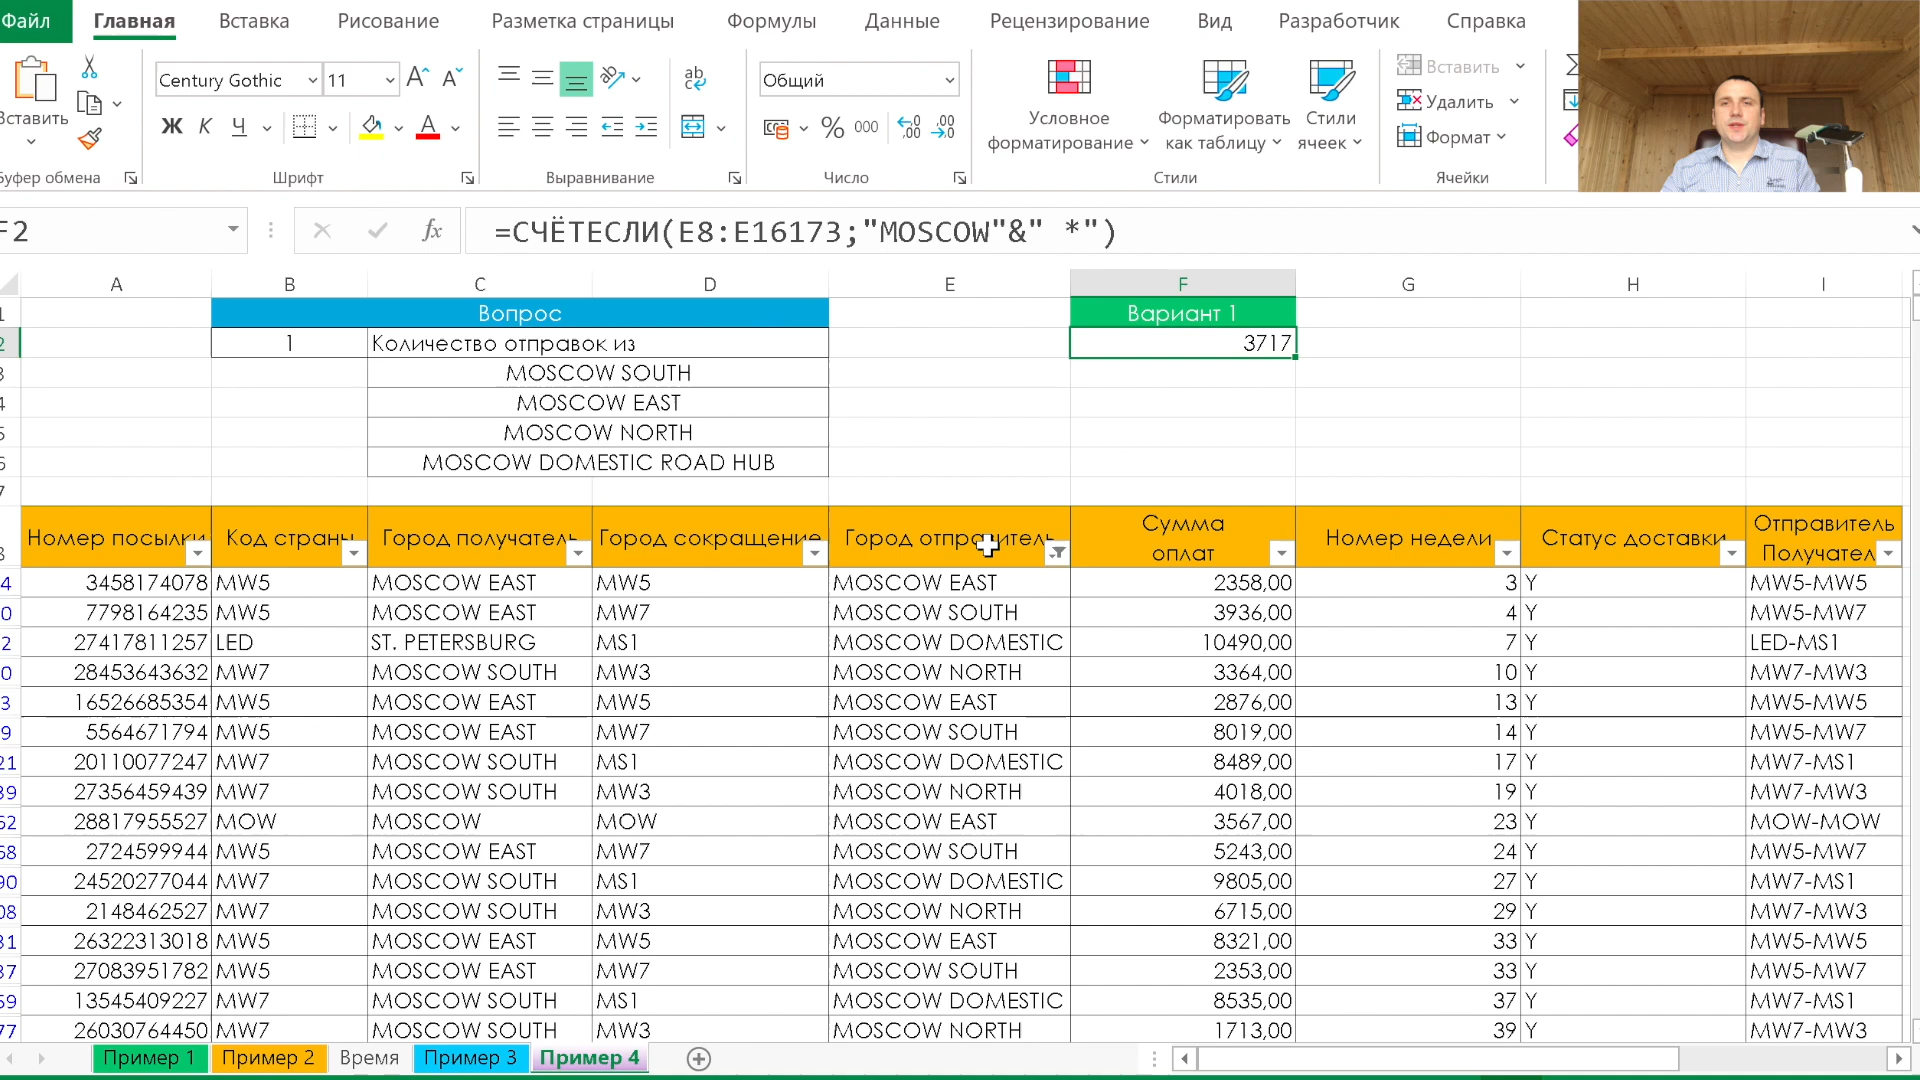 Файл Главная Вставка Рисование Разметка страницы Формулы Данные Рецензирование Вид Разработчик Справка
Century Gothic 11 Общий
Условное форматирование
Форматировать как таблицу
Стили ячеек
Вставить
Удалить
Формат
Ж К Ч % 000
Шрифт Выравнивание Число Стили Ячейки
=СЧЁТЕСЛИ(E8:E16173;"MOSCOW"&" *")
A B C D E F G H I
Вопрос Вариант 1
1 Количество отправок из 3717
MOSCOW SOUTH
MOSCOW EAST
MOSCOW NORTH
MOSCOW DOMESTIC ROAD HUB
Код страны Город сокращение Сумма оплат Номер недели Статус доставки Отправитель
3458174078 MW5 MOSCOW EAST MW5 MOSCOW EAST 2358,00 3 Y MW5-MW5
7798164235 MW5 MOSCOW EAST MW7 MOSCOW SOUTH 3936,00 4 Y MW5-MW7
27417811257 LED ST. PETERSBURG MS1 MOSCOW DOMESTIC 10490,00 7 Y LED-MS1
28453643632 MW7 MOSCOW SOUTH MW3 MOSCOW NORTH 3364,00 10 Y MW7-MW3
16526685354 MW5 MOSCOW EAST MW5 MOSCOW EAST 2876,00 13 Y MW5-MW5
5564671794 MW5 MOSCOW EAST MW7 MOSCOW SOUTH 8019,00 14 Y MW5-MW7
20110077247 MW7 MOSCOW SOUTH MS1 MOSCOW DOMESTIC 8489,00 17 Y MW7-MS1
27356459439 MW7 MOSCOW SOUTH MW3 MOSCOW NORTH 4018,00 19 Y MW7-MW3
28817955527 MOW MOSCOW MOW MOSCOW EAST 3567,00 23 Y MOW-MOW
2724599944 MW5 MOSCOW EAST MW7 MOSCOW SOUTH 5243,00 24 Y MW5-MW7
24520277044 MW7 MOSCOW SOUTH MS1 MOSCOW DOMESTIC 9805,00 27 Y MW7-MS1
2148462527 MW7 MOSCOW SOUTH MW3 MOSCOW NORTH 6715,00 29 Y MW7-MW3
26322313018 MW5 MOSCOW EAST MW5 MOSCOW EAST 8321,00 33 Y MW5-MW5
27083951782 MW5 MOSCOW EAST MW7 MOSCOW SOUTH 2353,00 33 Y MW5-MW7
13545409227 MW7 MOSCOW SOUTH MS1 MOSCOW DOMESTIC 8535,00 37 Y MW7-MS1
26030764450 MW7 MOSCOW SOUTH MW3 MOSCOW NORTH 1713,00 39 Y MW7-MW3
Пример 1 Пример 2 Время Пример 3 Пример 4